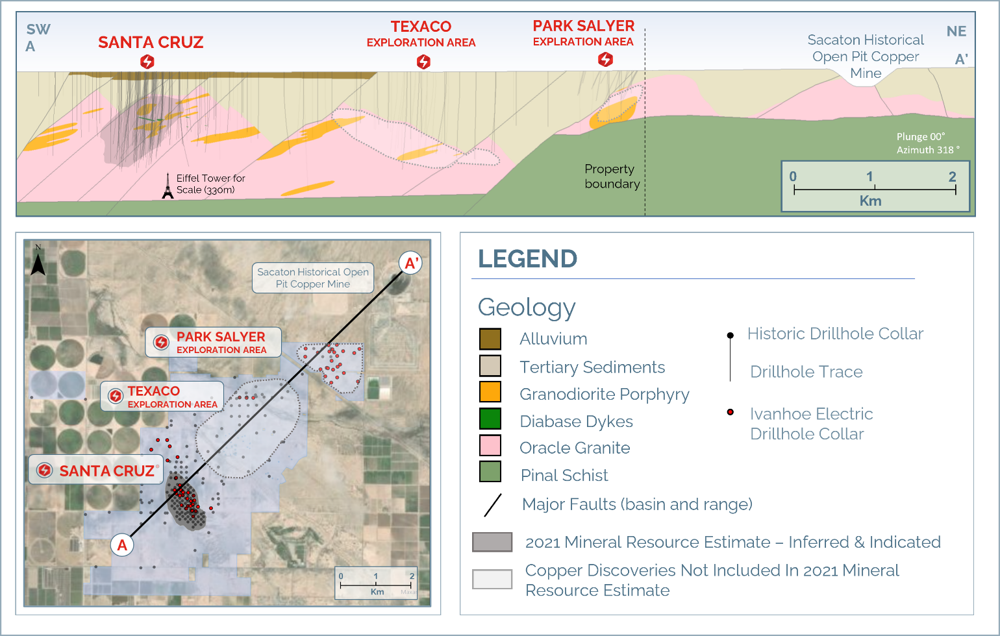 SW
A
SANTA CRUZ
TEXACO
EXPLORATION AREA
PARK SALYER
EXPLRATION AREA
Sacaton Historical
Open Pit Copper
Mine
NE
A'
Eiffel Tower for
Scale (330m)
Property
boundary
Plunge 00°
Azimuth 318 °
0 1 2
Km
N
A'
Sacaton Historical Open
Pit Copper Mine
PARK SALYER
EXPLORATION AREA
TEXACO
EXPLORATION AREA
SANTA CRUZ
A
0 1 2
Km
Maxar
LEGEND
Geology
Alluvium
Tertiary Sediments
Granodiorite Porphyry
Diabase Dykes
Oracle Granite
Pinal Schist
Major Faults (basin and range)
Historic Drillhole Collar
Drillhole Trace
Ivanhoe Electric
Drillhole Collar
2021 Mineral Resource Estimate – Inferred & Indicated
Copper Discoveries Not Included In 2021 Mineral
Resource Estimate